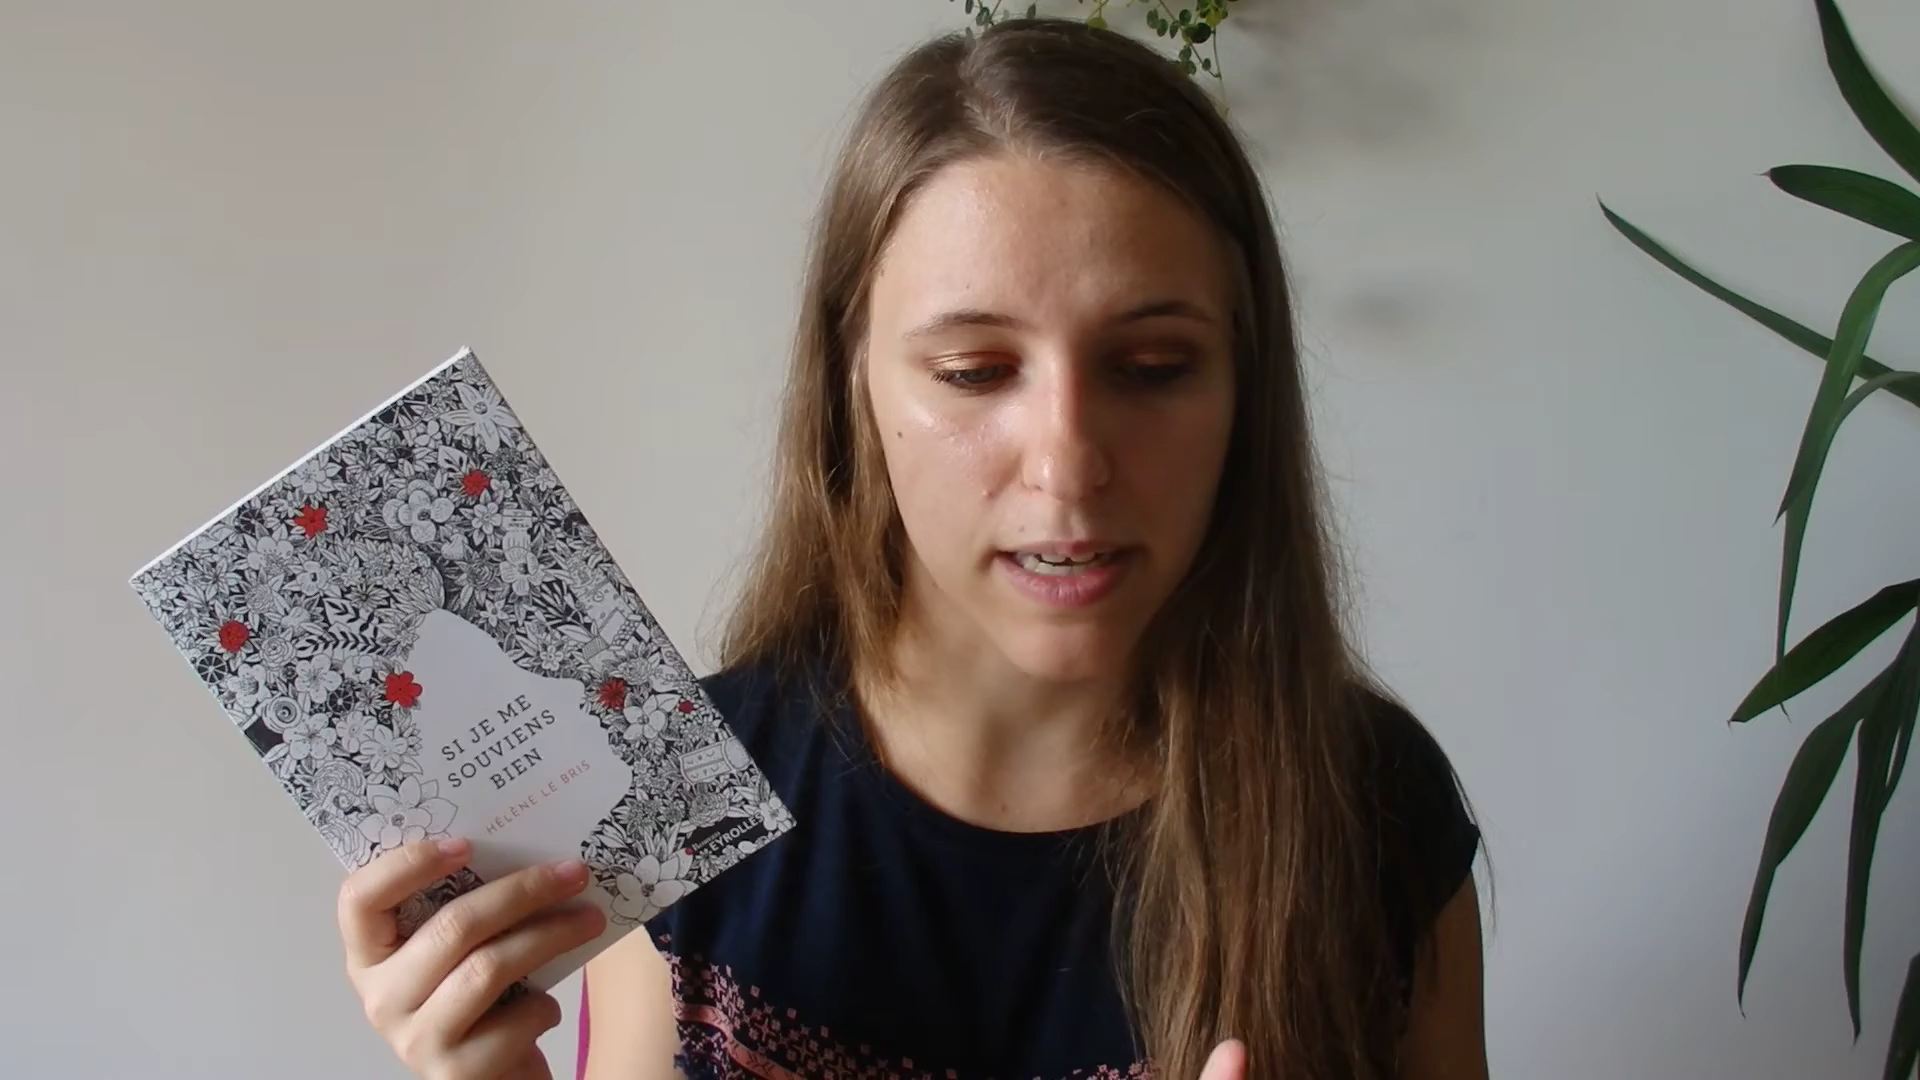 SI JE ME
SOUVIENS
BIEN
HÉLÈNE LE BRIS
EYROLLES